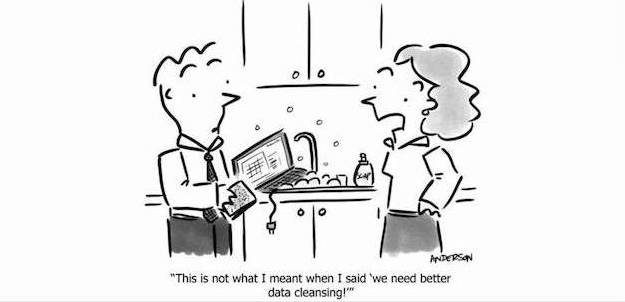 SOAP
ANDERSON
"This is not what I meant when I said 'we need better
data cleansing!'"